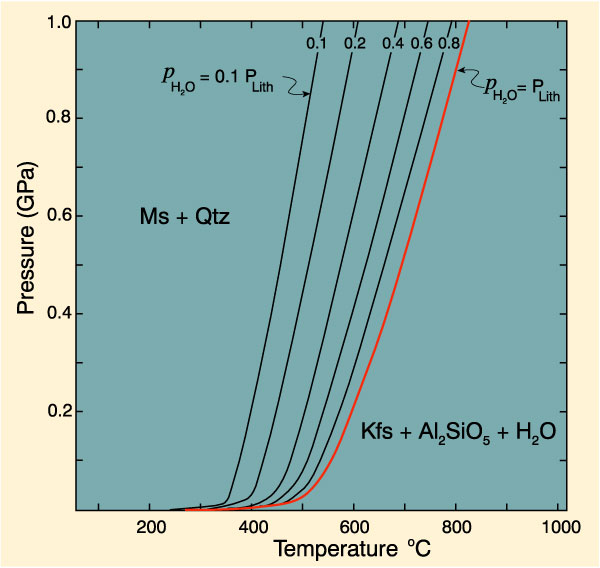 1.0
0.1 0.2 0.4 0.6 0.8
pH₂O = 0.1 PLith
pH₂O= PLith
0.8
0.6
0.4
0.2
Pressure (GPa)
Ms + Qtz
Kfs + Al₂SiO₅ + H₂O
200 400 600 800 1000
Temperature °C